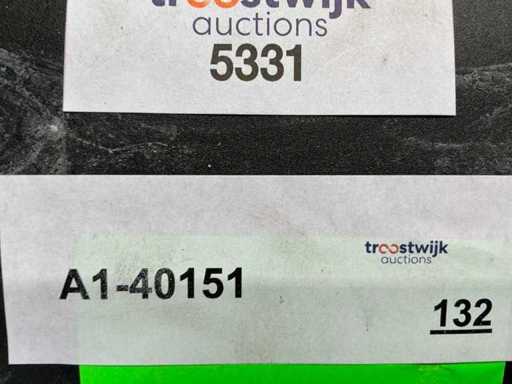 troostwijk
auctions
5331
troostwijk
auctions
A1-40151
132